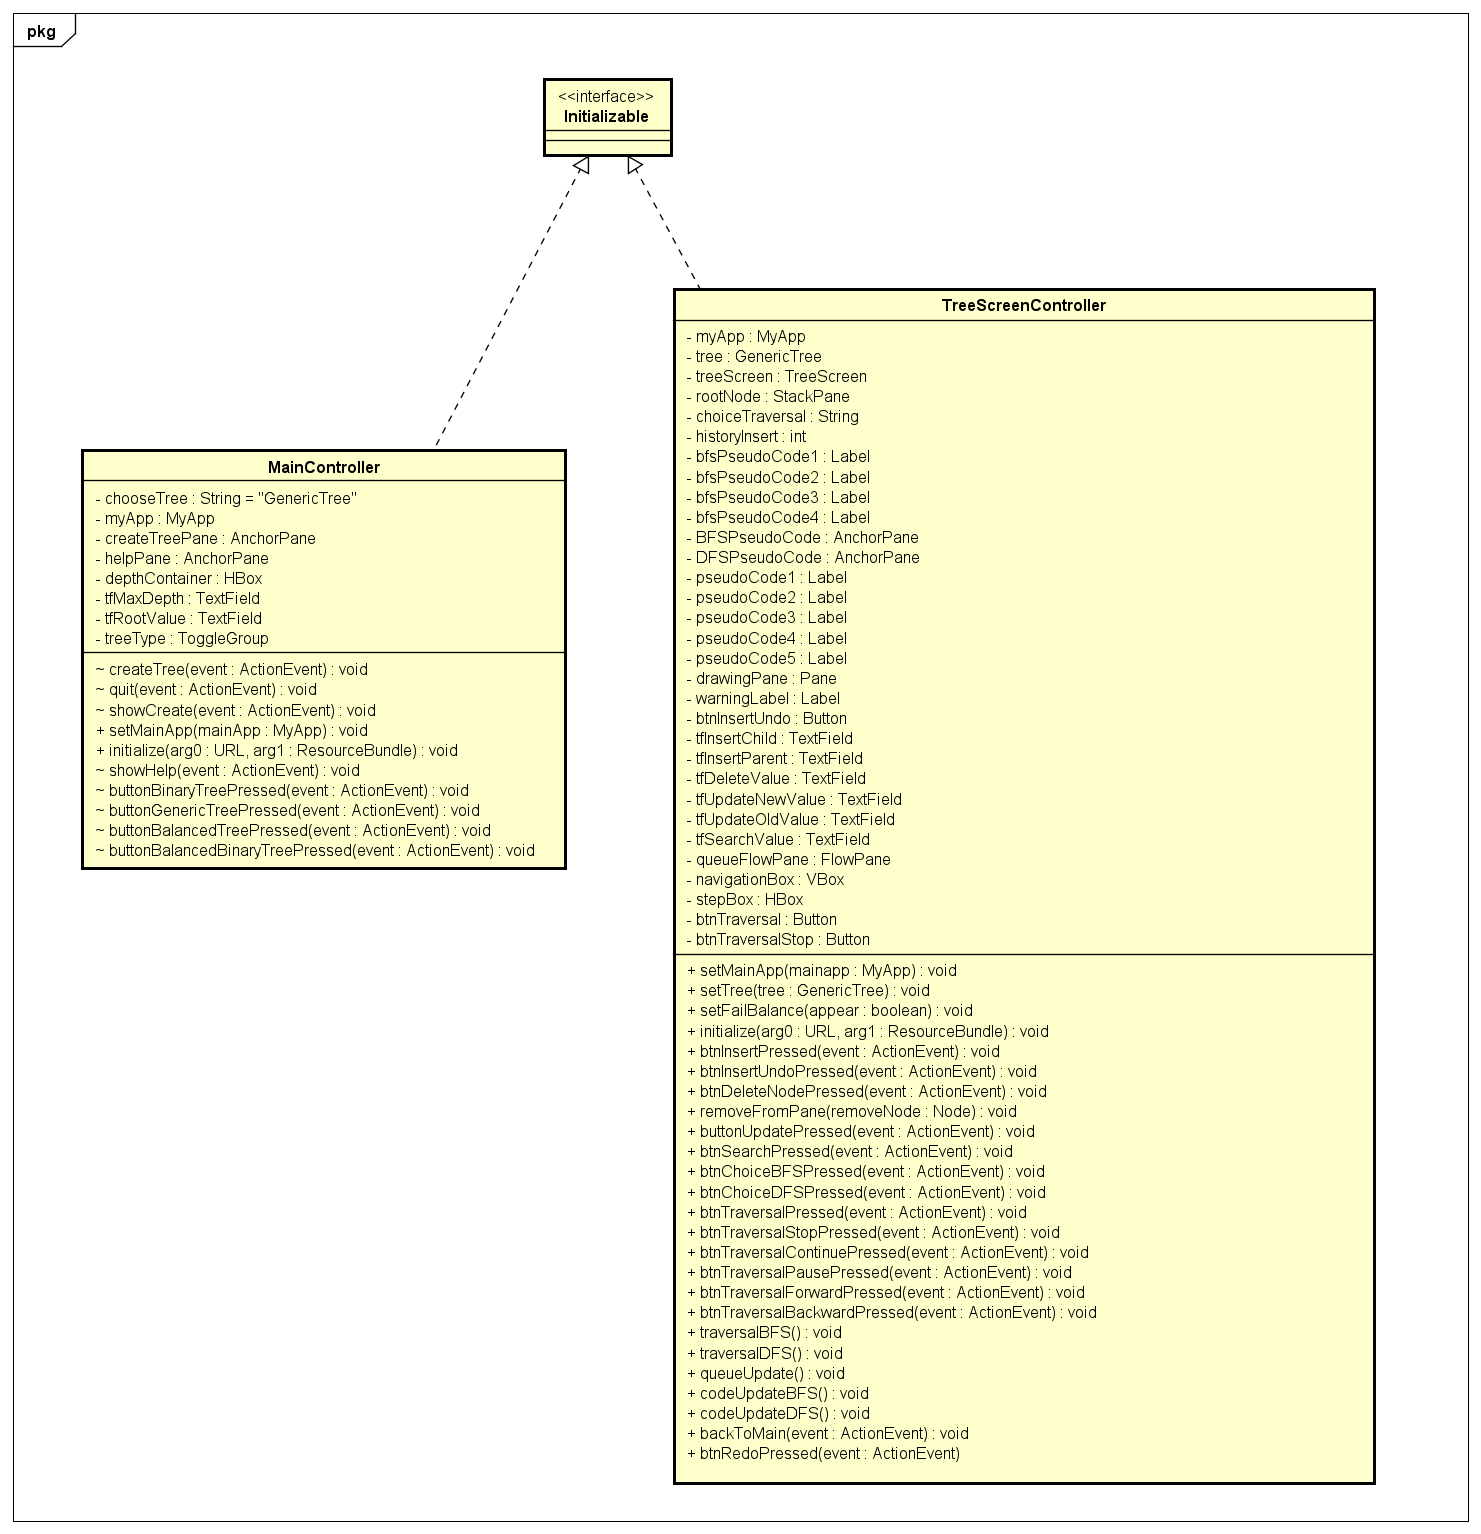 pkg
<<interface>>
Initializable
MainController
- chooseTree : String = "GenericTree"
- myApp : MyApp
- createTreePane : AnchorPane
- helpPane : AnchorPane
- depthContainer : HBox
- tfMaxDepth : TextField
- tfRootValue : TextField
- treeType : ToggleGroup
~ createTree(event : ActionEvent) : void
~ quit(event : ActionEvent) : void
~ showCreate(event : ActionEvent) : void
+ setMainApp(mainApp : MyApp) : void
+ initialize(arg0 : URL, arg1 : ResourceBundle) : void
~ showHelp(event : ActionEvent) : void
~ buttonBinaryTreePressed(event : ActionEvent) : void
~ buttonGenericTreePressed(event : ActionEvent) : void
~ buttonBalancedTreePressed(event : ActionEvent) : void
~ buttonBalancedBinaryTreePressed(event : ActionEvent) : void
TreeScreenController
- myApp : MyApp
- tree : GenericTree
- treeScreen : TreeScreen
- rootNode : StackPane
- choiceTraversal : String
- historyInsert : int
- bfsPseudoCode1 : Label
- bfsPseudoCode2 : Label
- bfsPseudoCode3 : Label
- bfsPseudoCode4 : Label
- BFSPseudoCode : AnchorPane
- DFSPseudoCode : AnchorPane
- pseudoCode1 : Label
- pseudoCode2 : Label
- pseudoCode3 : Label
- pseudoCode4 : Label
- pseudoCode5 : Label
- drawingPane : Pane
- warningLabel : Label
- btnInsertUndo : Button
- tfInsertChild : TextField
- tfInsertParent : TextField
- tfDeleteValue : TextField
- tfUpdateNewValue : TextField
- tfUpdateOldValue : TextField
- tfSearchValue : TextField
- queueFlowPane : FlowPane
- navigationBox : VBox
- stepBox : HBox
- btnTraversal : Button
- btnTraversalStop : Button
+ setMainApp(mainapp : MyApp) : void
+ setTree(tree : GenericTree) : void
+ setFailBalance(appear : boolean) : void
+ initialize(arg0 : URL, arg1 : ResourceBundle) : void
+ btnInsertPressed(event : ActionEvent) : void
+ btnInsertUndoPressed(event : ActionEvent) : void
+ btnDeleteNodePressed(event : ActionEvent) : void
+ removeFromPane(removeNode : Node) : void
+ buttonUpdatePressed(event : ActionEvent) : void
+ btnSearchPressed(event : ActionEvent) : void
+ btnChoiceBFSPressed(event : ActionEvent) : void
+ btnChoiceDFSPressed(event : ActionEvent) : void
+ btnTraversalPressed(event : ActionEvent) : void
+ btnTraversalStopPressed(event : ActionEvent) : void
+ btnTraversalContinuePressed(event : ActionEvent) : void
+ btnTraversalPausePressed(event : ActionEvent) : void
+ btnTraversalForwardPressed(event : ActionEvent) : void
+ btnTraversalBackwardPressed(event : ActionEvent) : void
+ traversalBFS() : void
+ traversalDFS() : void
+ queueUpdate() : void
+ codeUpdateBFS() : void
+ codeUpdateDFS() : void
+ backToMain(event : ActionEvent) : void
+ btnRedoPressed(event : ActionEvent)